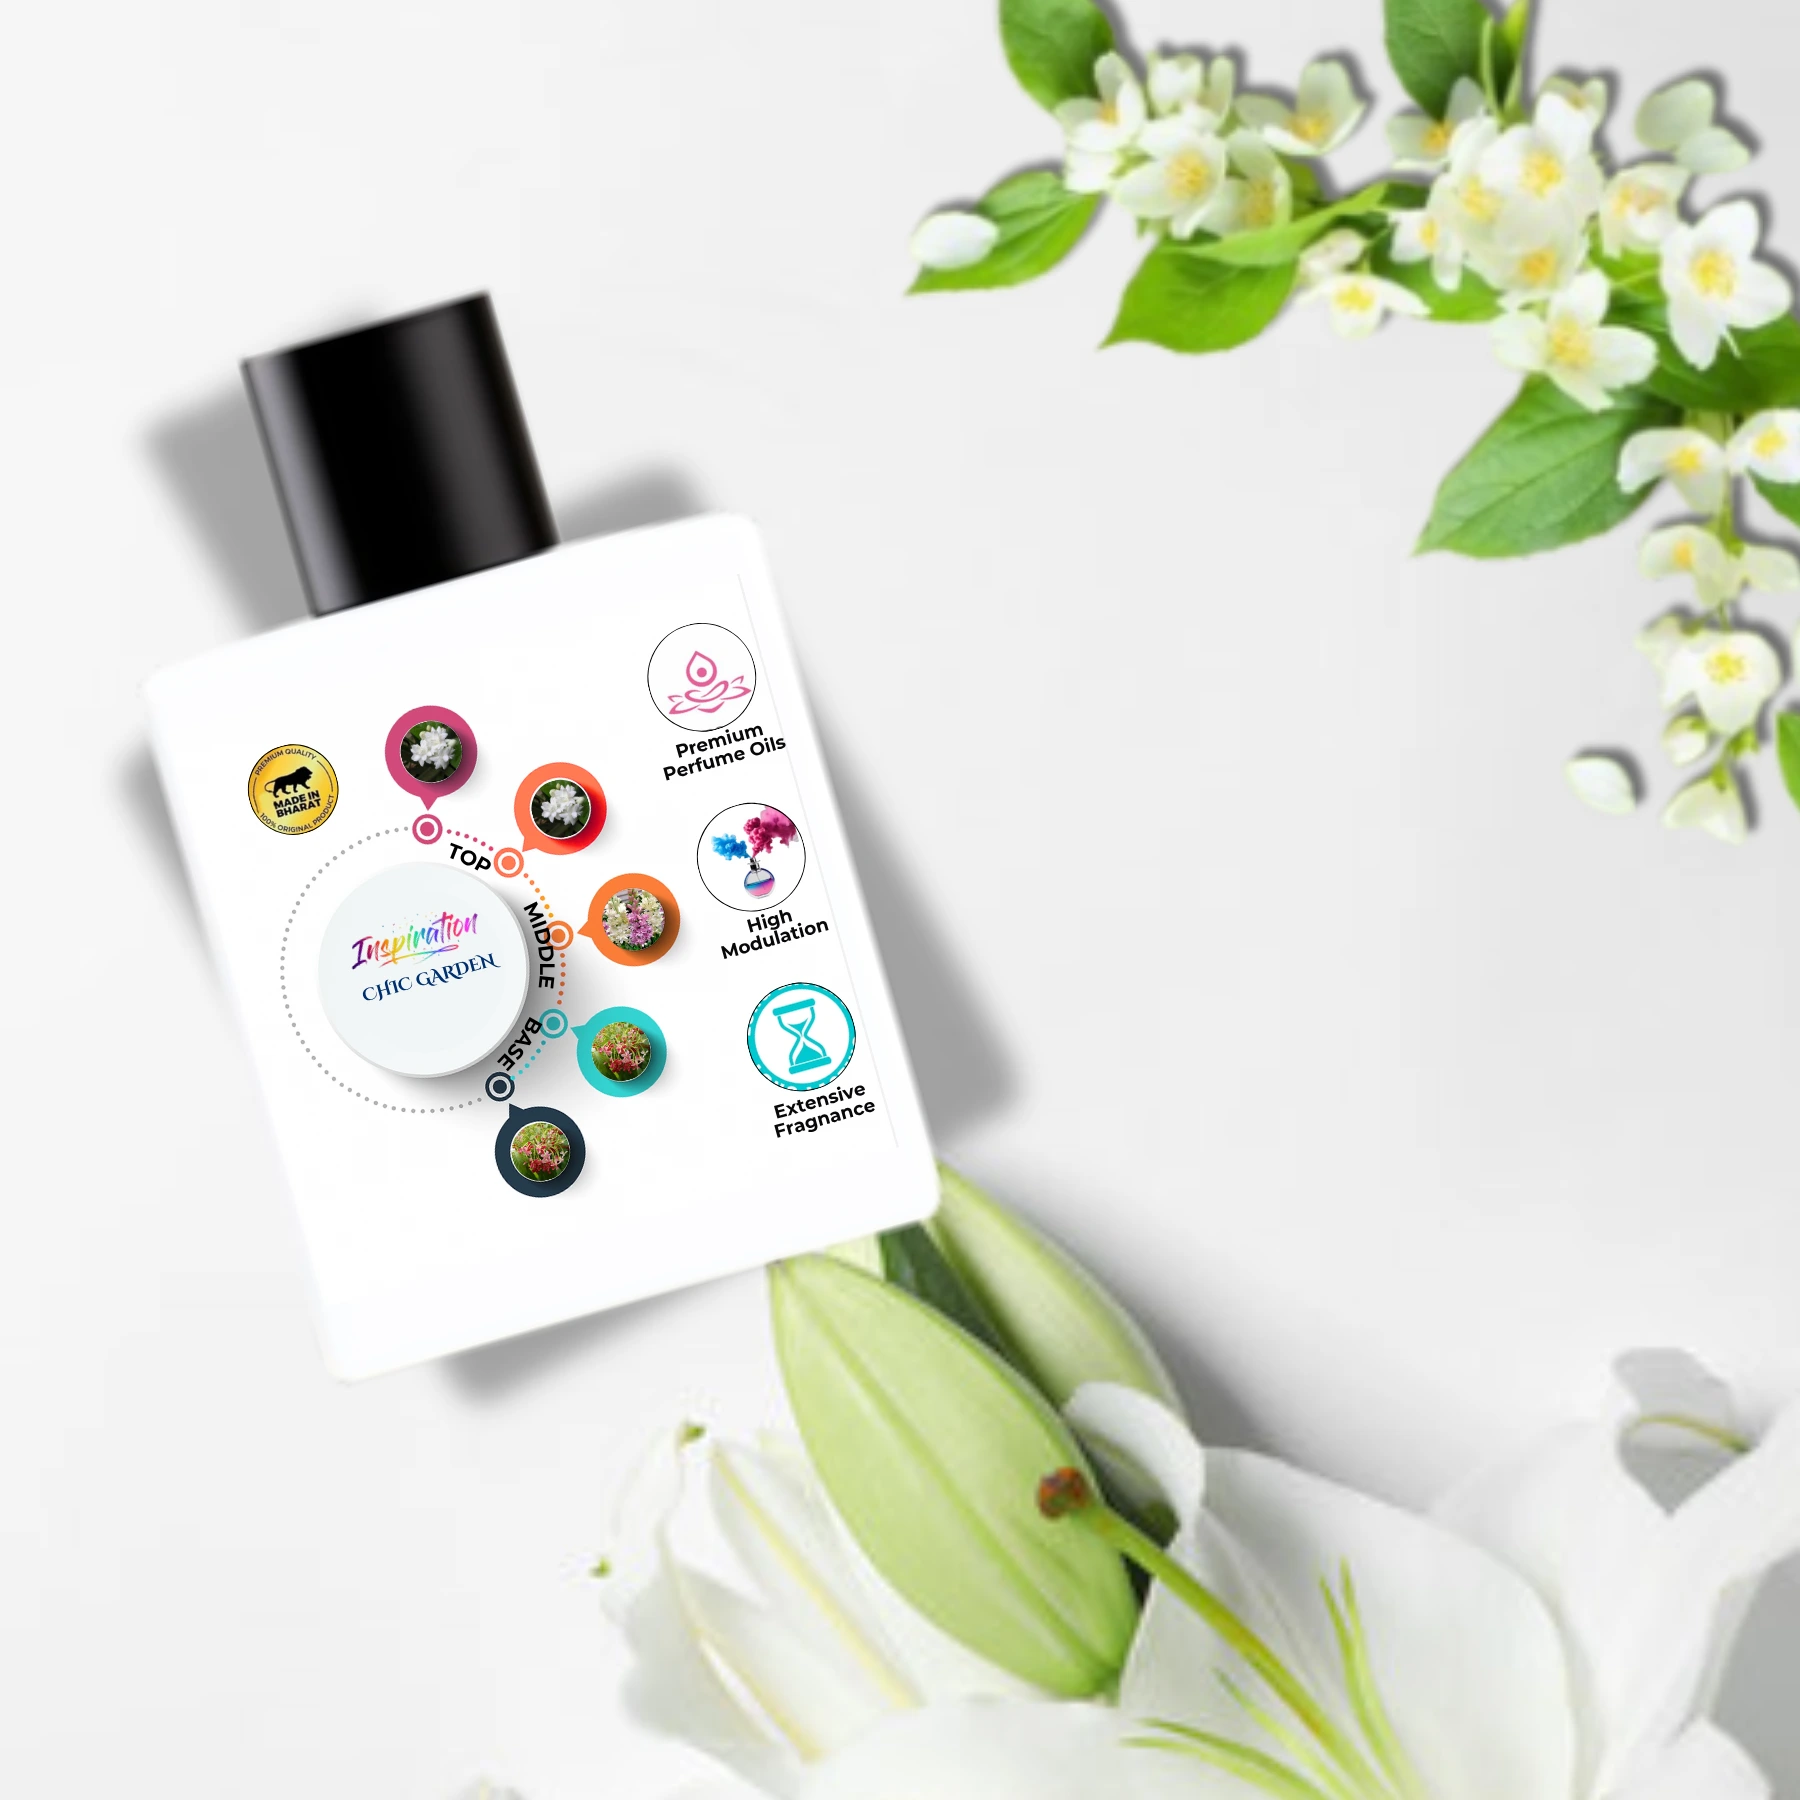 PREMIUM QUALITY
MADE IN
BHARAT
100% ORIGINAL PRODUCT
TOP
MIDDLE
BASE
Inspiration
CHIC GARDEN
Premium
Perfume Oils
High
Modulation
Extensive
Fragnance